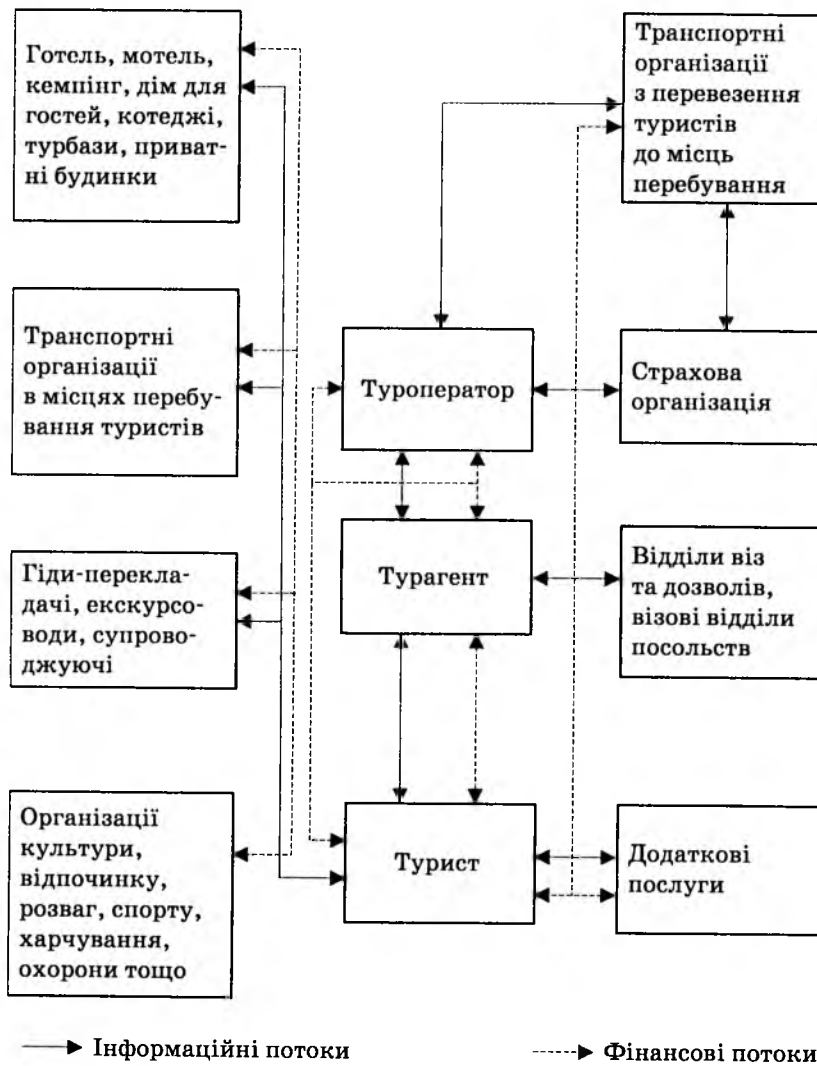 Готель, мотель,
кемпінг, дім для
гостей, котеджі,
турбази, приват-
ні будинки
Транспортні
організації
з перевезення
туристів
до місць
перебування
Транспортні
організації
в місцях перебу-
вання туристів
Туроператор
Страхова
організація
Гіди-перекла-
дачі, екскурсо-
води, супрово-
джуючі
Турагент
Відділи віз
та дозволів,
візові відділи
посольств
Організації
культури,
відпочинку,
розваг, спорту,
харчування,
охорони тощо
Турист
Додаткові
послуги
Інформаційні потоки
Фінансові потоки